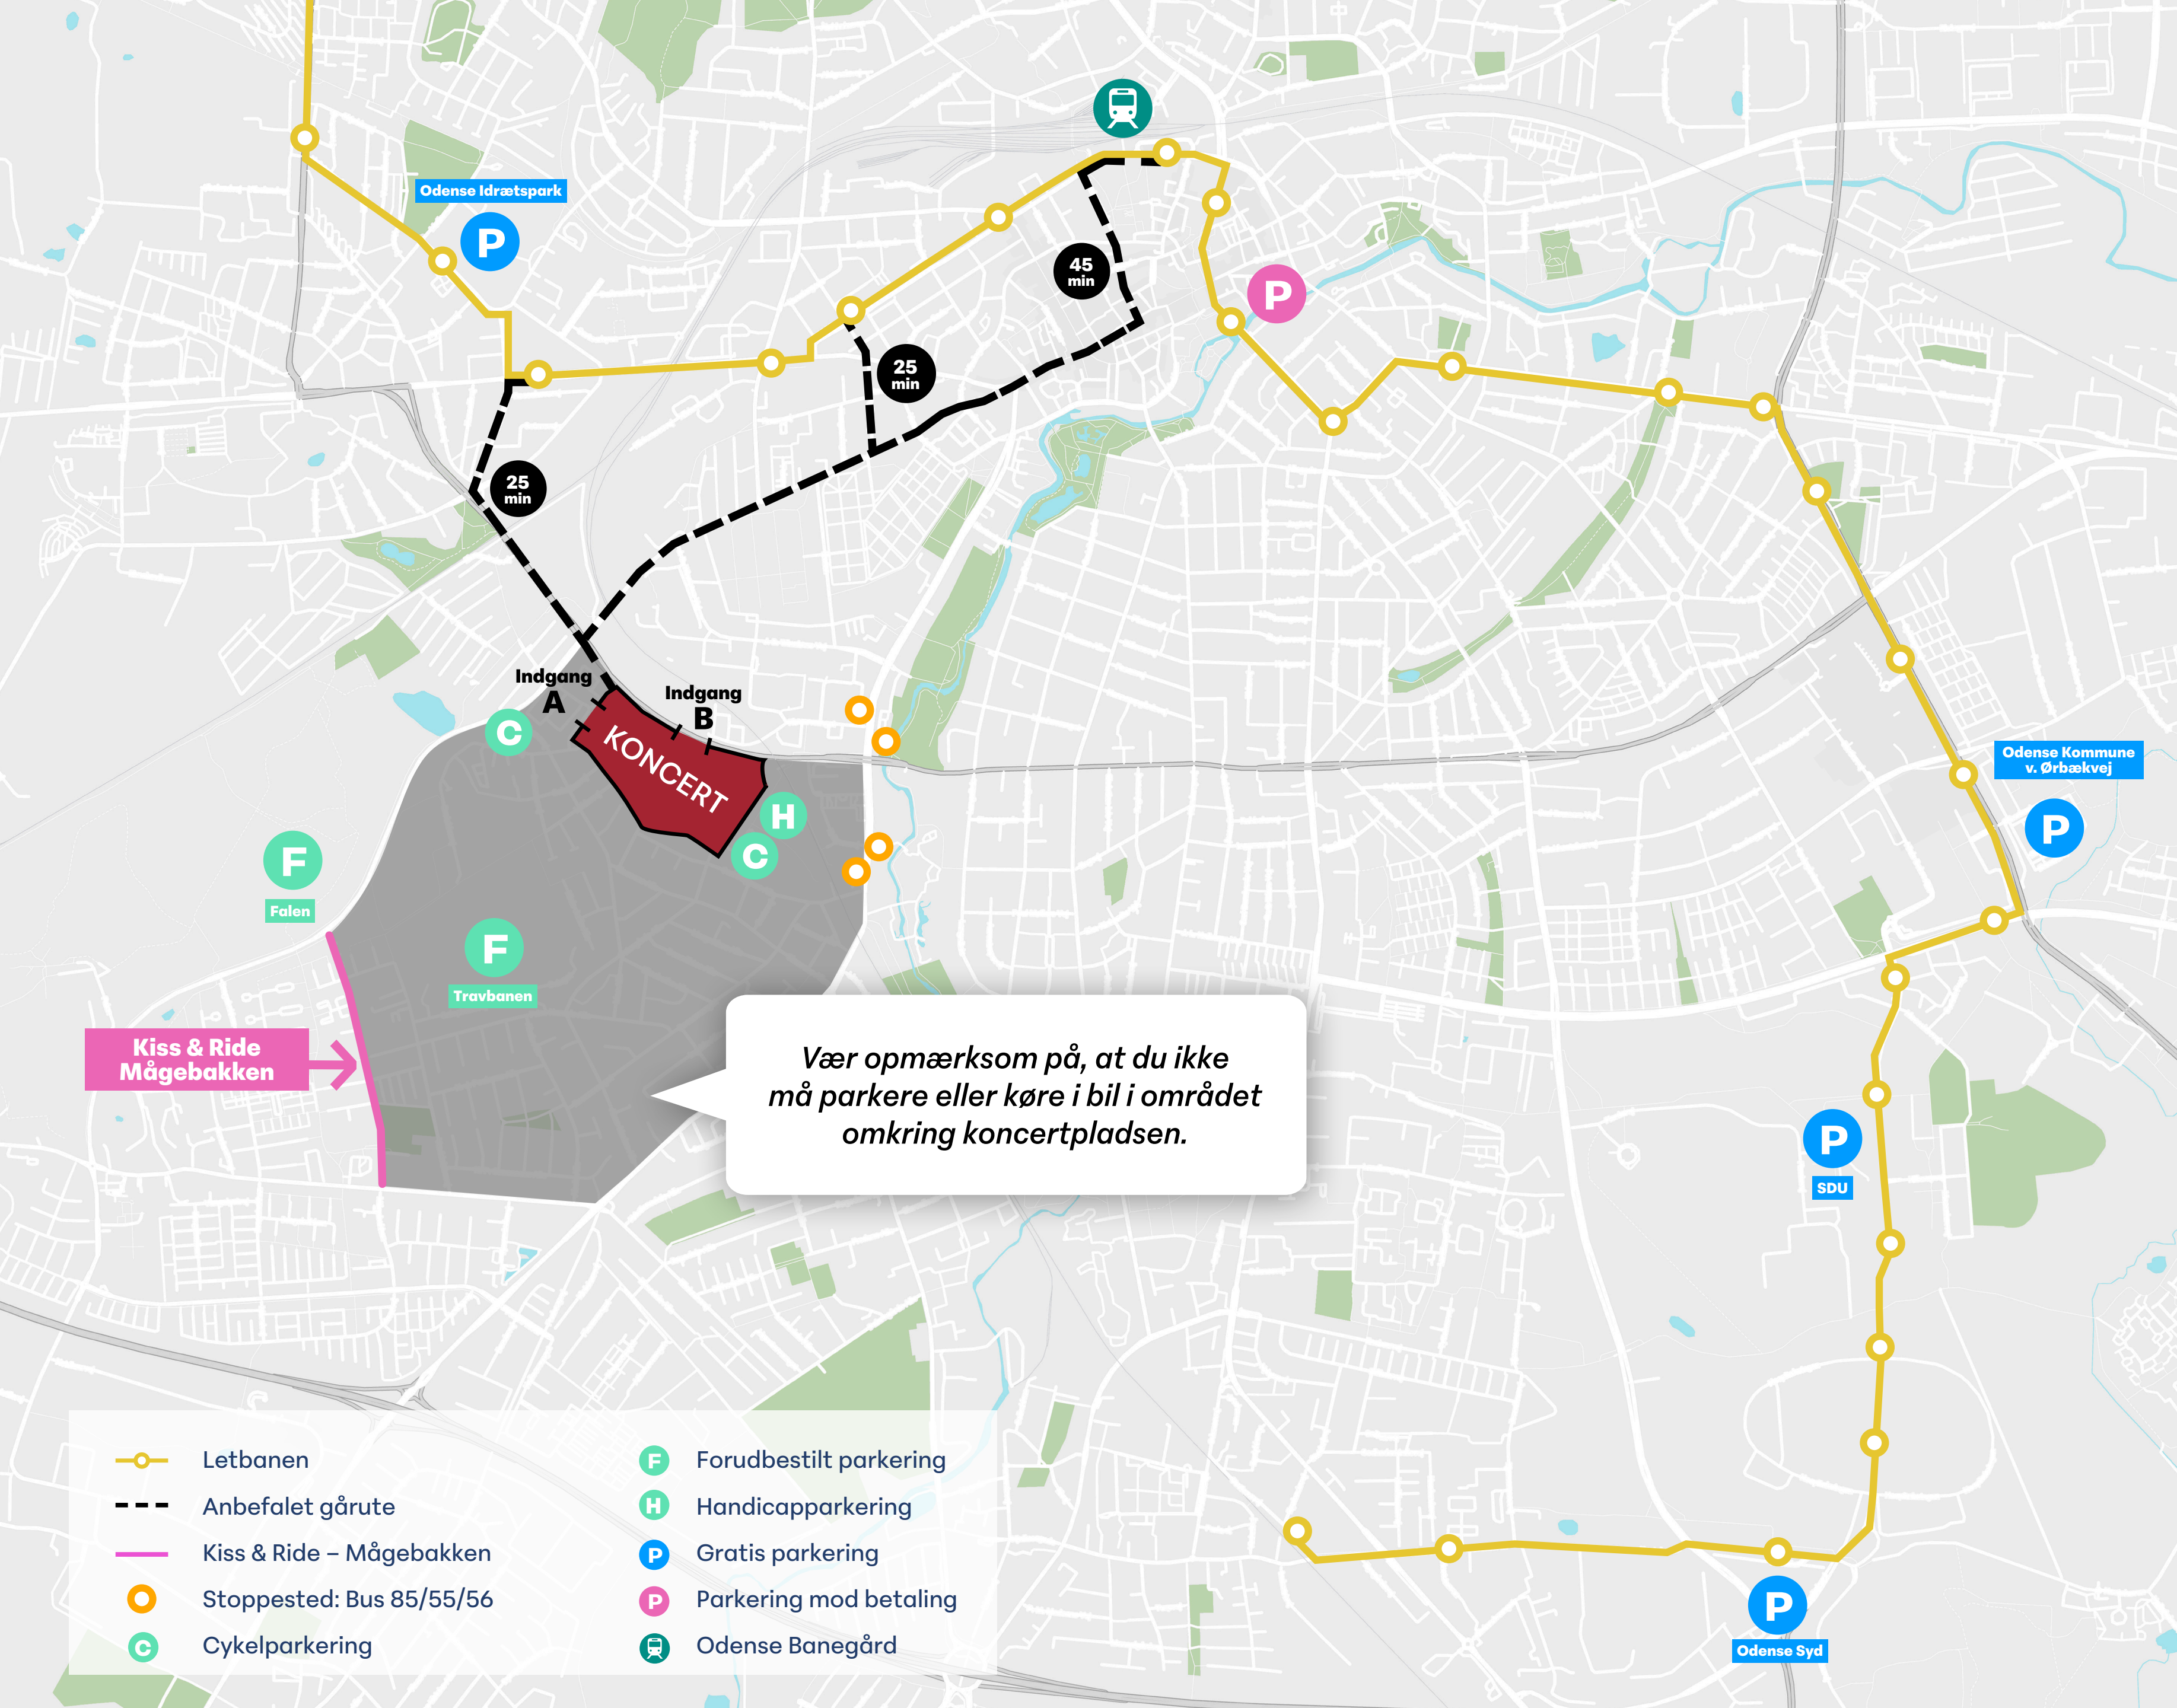 Odense Idrætspark
P
45
min
P
25
min
25
min
Indgang
A
Indgang
B
C
KONCERT
H
C
Odense Kommune
v. Ørbækvej
P
F
Falen
F
Travbanen
Kiss & Ride
Mågebakken
Vær opmærksom på, at du ikke
må parkere eller køre i bil i området
omkring koncertpladsen.
P
SDU
P
Odense Syd
Letbanen
Anbefalet gårute
Kiss & Ride – Mågebakken
Stoppested: Bus 85/55/56
C Cykelparkering
F Forudbestilt parkering
H Handicapparkering
P Gratis parkering
P Parkering mod betaling
Odense Banegård